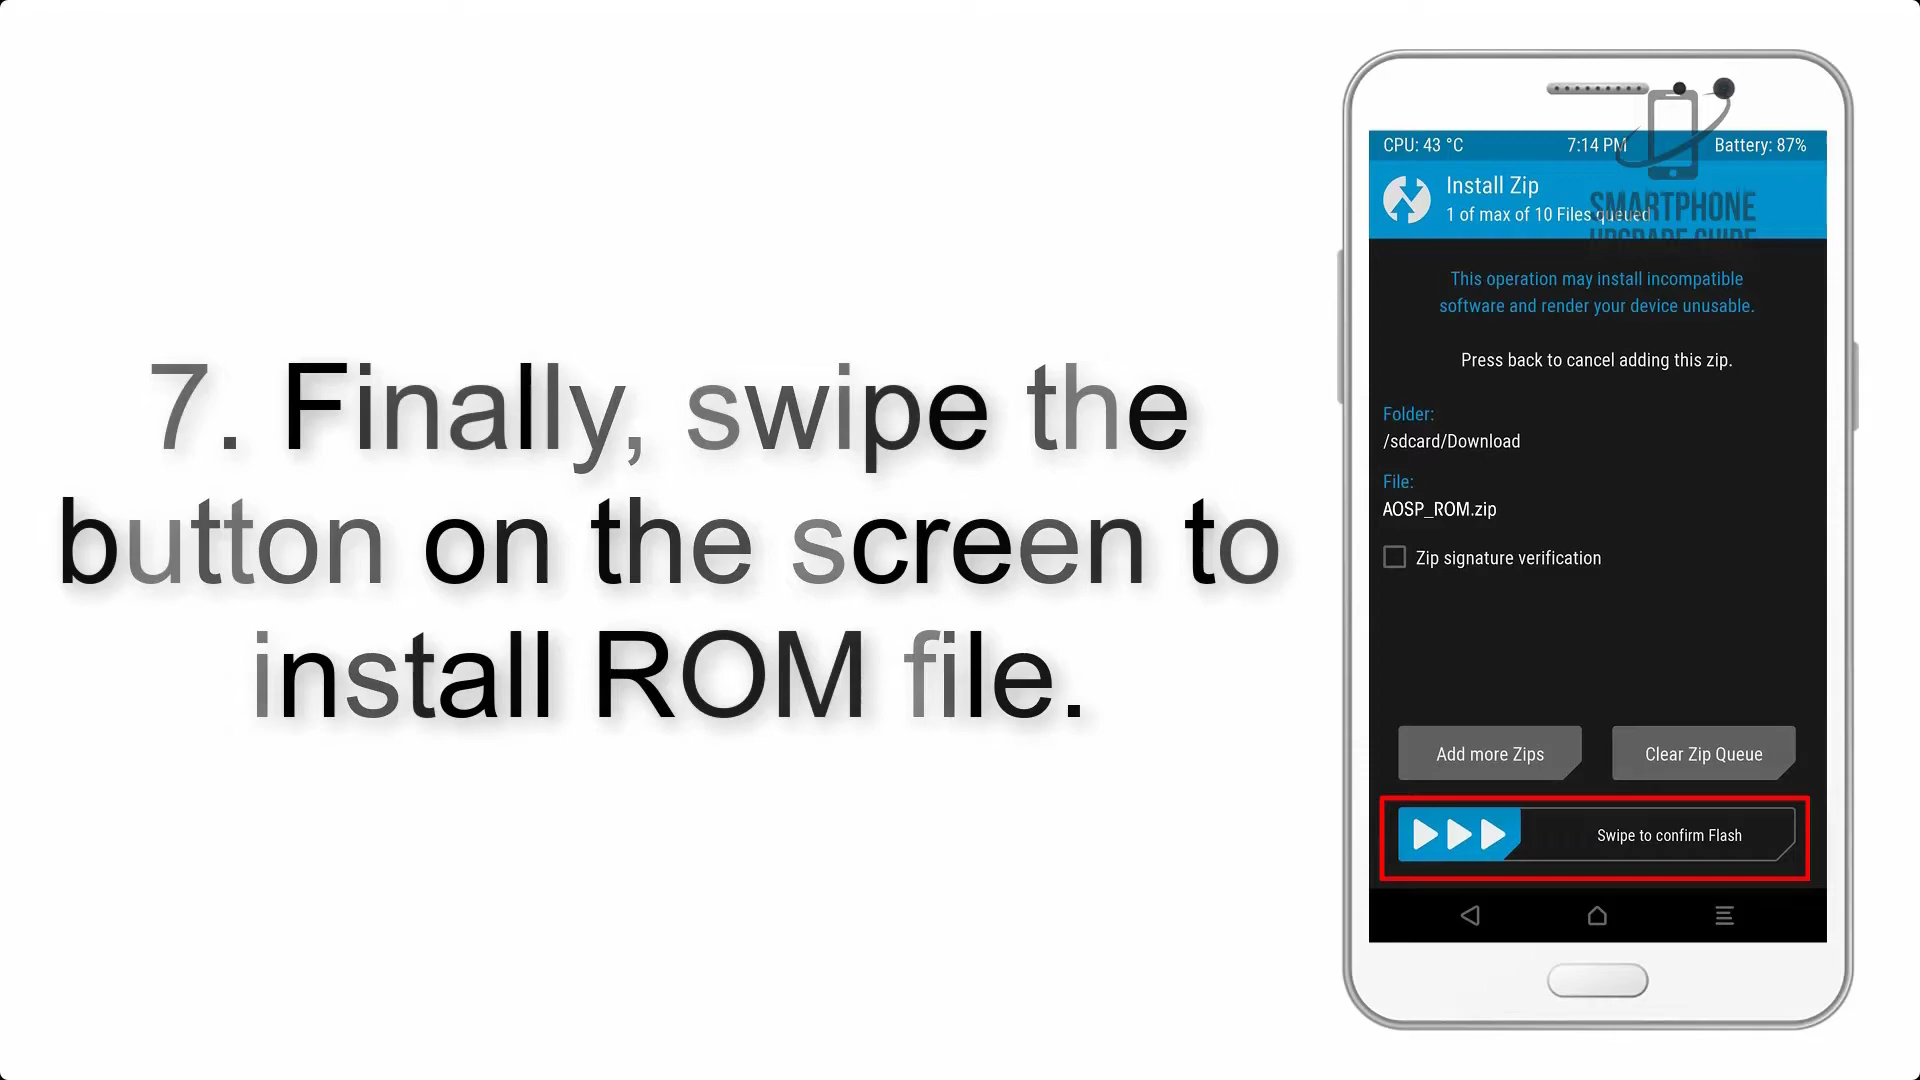 7. Finally, swipe the
button on the screen to
install ROM file.
CPU: 43 °C 7:14 PM Battery: 87%
Install Zip
1 of max of 10 Files queued
SMARTPHONE
UPGRADE GUIDE
This operation may install incompatible
software and render your device unusable.
Press back to cancel adding this zip.
Folder:
/sdcard/Download
File:
AOSP_ROM.zip
Zip signature verification
Add more Zips Clear Zip Queue
Swipe to confirm Flash